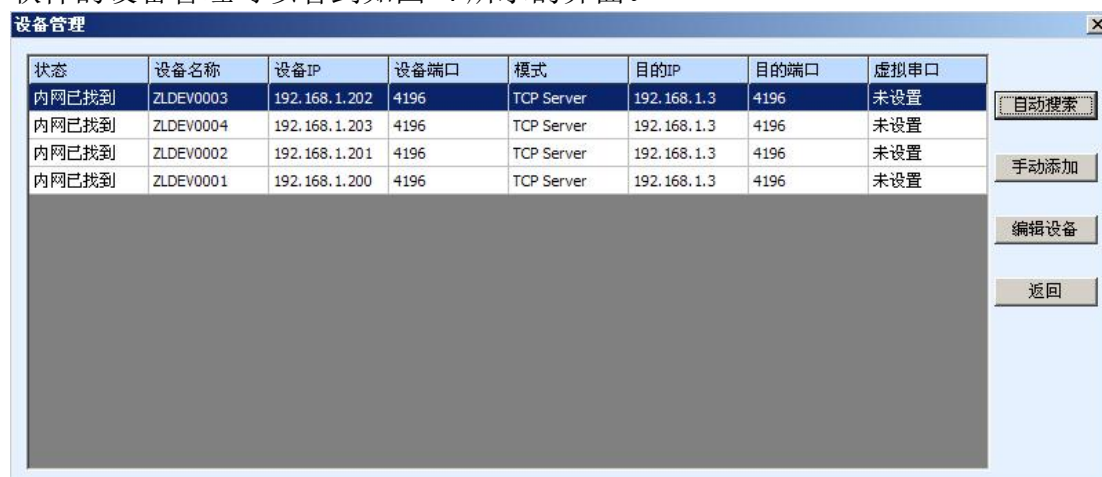 设备管理
状态 设备名称 设备IP 设备端口 模式 目的IP 目的端口 虚拟串口
内网已找到 ZLDEV0003 192.168.1.202 4196 TCP Server 192.168.1.3 4196 未设置
内网已找到 ZLDEV0004 192.168.1.203 4196 TCP Server 192.168.1.3 4196 未设置
内网已找到 ZLDEV0002 192.168.1.201 4196 TCP Server 192.168.1.3 4196 未设置
内网已找到 ZLDEV0001 192.168.1.200 4196 TCP Server 192.168.1.3 4196 未设置
自动搜索
手动添加
编辑设备
返回